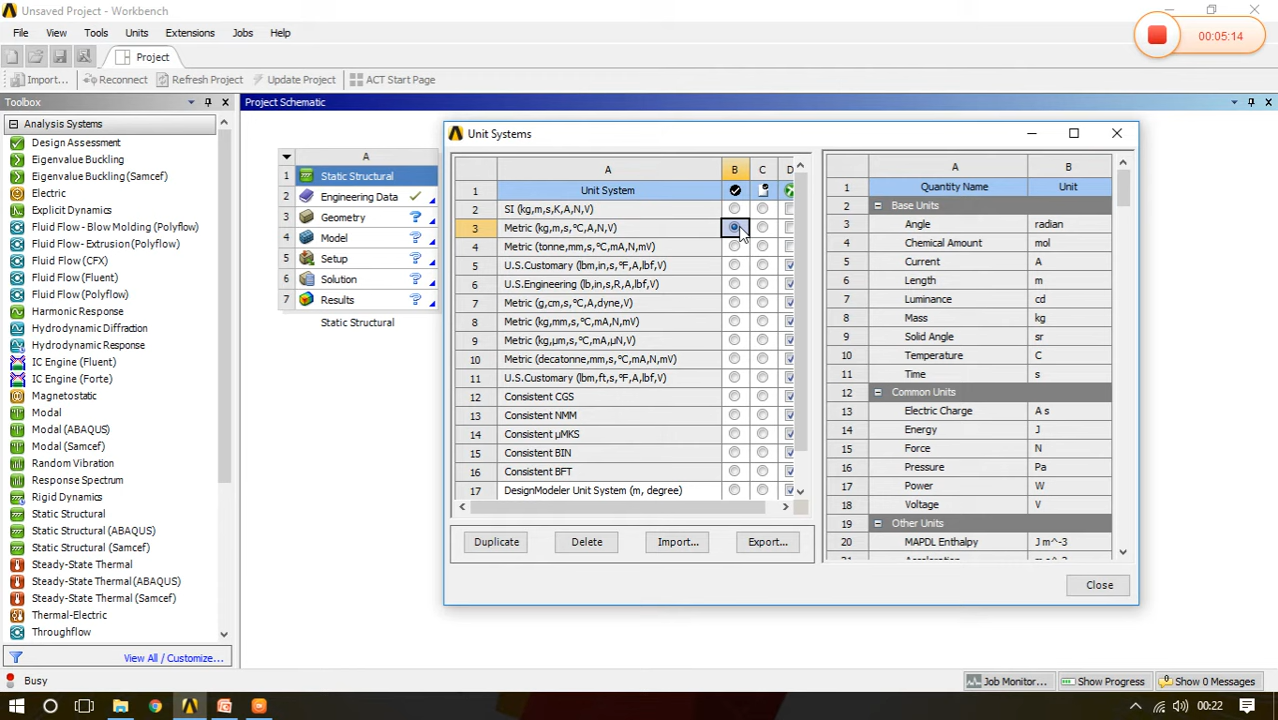 Unsaved Project - Workbench
00:05:14
File View Tools Units Extensions Jobs Help
Project
Import... Reconnect Refresh Project Update Project ACT Start Page
Toolbox
Project Schematic
Analysis Systems
Design Assessment
Eigenvalue Buckling
Eigenvalue Buckling (Samcef)
Electric
Explicit Dynamics
Fluid Flow - Blow Molding (Polyflow)
Fluid Flow - Extrusion (Polyflow)
Fluid Flow (CFX)
Fluid Flow (Fluent)
Fluid Flow (Polyflow)
Harmonic Response
Hydrodynamic Diffraction
Hydrodynamic Response
IC Engine (Fluent)
IC Engine (Forte)
Magnetostatic
Modal
Modal (ABAQUS)
Modal (Samcef)
Random Vibration
Response Spectrum
Rigid Dynamics
Static Structural
Static Structural (ABAQUS)
Static Structural (Samcef)
Steady-State Thermal
Steady-State Thermal (ABAQUS)
Steady-State Thermal (Samcef)
Thermal-Electric
Throughflow
View All / Customize...
A
1 Static Structural
2 Engineering Data
3 Geometry ?
4 Model ?
5 Setup ?
6 Solution ?
7 Results ?
Static Structural
Unit Systems
A B C D
1 Unit System
2 SI (kg,m,s,K,A,N,V)
3 Metric (kg,m,s,°C,A,N,V)
4 Metric (tonne,mm,s,°C,mA,N,mV)
5 U.S.Customary (lbm,in,s,°F,A,lbf,V)
6 U.S.Engineering (lb,in,s,R,A,lbf,V)
7 Metric (g,cm,s,°C,A,dyne,V)
8 Metric (kg,mm,s,°C,mA,N,mV)
9 Metric (kg,µm,s,°C,mA,µN,V)
10 Metric (decatonne,mm,s,°C,mA,N,mV)
11 U.S.Customary (lbm,ft,s,°F,A,lbf,V)
12 Consistent CGS
13 Consistent NMM
14 Consistent µMKS
15 Consistent BIN
16 Consistent BFT
17 DesignModeler Unit System (m, degree)
Duplicate Delete Import... Export...
A B
1 Quantity Name Unit
2 Base Units
3 Angle radian
4 Chemical Amount mol
5 Current A
6 Length m
7 Luminance cd
8 Mass kg
9 Solid Angle sr
10 Temperature C
11 Time s
12 Common Units
13 Electric Charge A s
14 Energy J
15 Force N
16 Pressure Pa
17 Power W
18 Voltage V
19 Other Units
20 MAPDL Enthalpy J m^-3
Close
Busy
Job Monitor... Show Progress Show 0 Messages
00:22